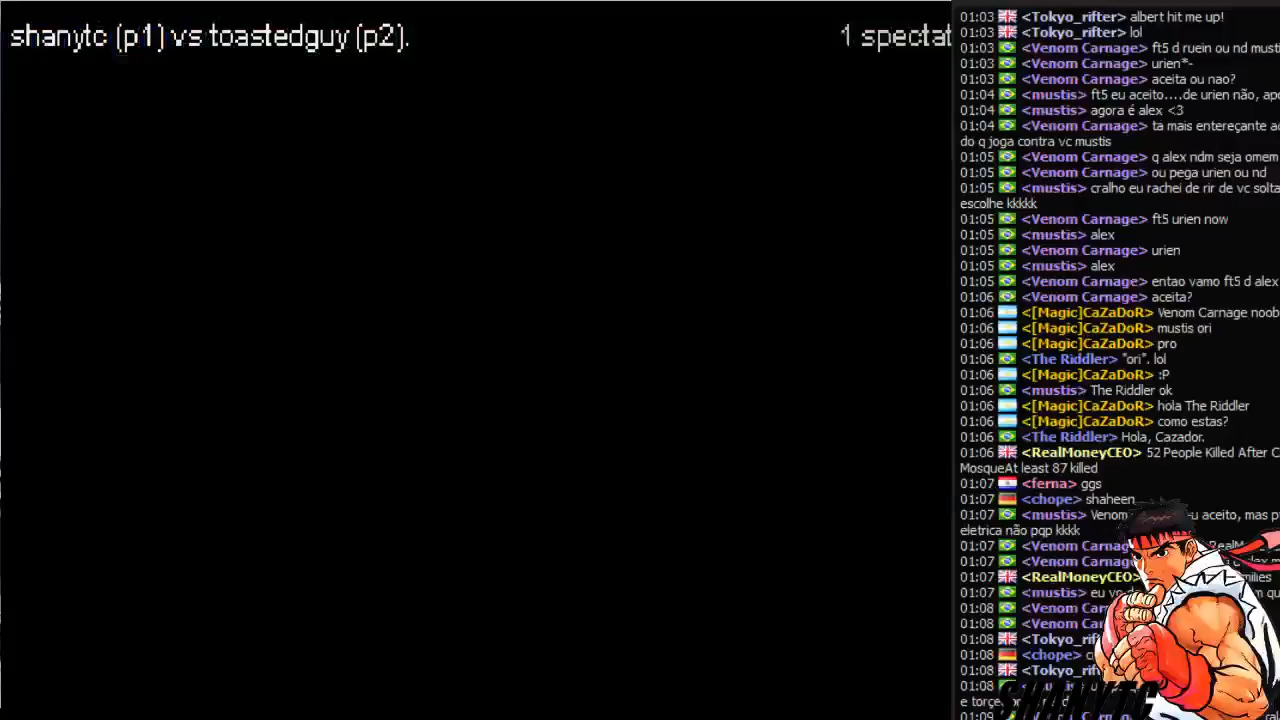 shanytc (p1) vs toastedguy (p2).
1 spectat
01:03 <Tokyo_rifter> albert hit me up!
01:03 <Tokyo_rifter> lol
01:03 <Venom Carnage> ft5 d ruein ou nd musti
01:03 <Venom Carnage> urien*-
01:03 <Venom Carnage> aceita ou nao?
01:04 <mustis> ft5 eu aceito....de urien não, apo
01:04 <mustis> agora é alex <3
01:04 <Venom Carnage> ta mais entereçante ac
do q joga contra vc mustis
01:05 <Venom Carnage> q alex ndm seja omem
01:05 <Venom Carnage> ou pega urien ou nd
01:05 <mustis> cralho eu rachei de rir de vc solta
escolhe kkkkk
01:05 <Venom Carnage> ft5 urien now
01:05 <mustis> alex
01:05 <Venom Carnage> urien
01:05 <mustis> alex
01:05 <Venom Carnage> entao vamo ft5 d alex
01:06 <Venom Carnage> aceita?
01:06 <[Magic]CaZaDoR> Venom Carnage noob
01:06 <[Magic]CaZaDoR> mustis ori
01:06 <[Magic]CaZaDoR> pro
01:06 <The Riddler> "ori". lol
01:06 <[Magic]CaZaDoR> :P
01:06 <mustis> The Riddler ok
01:06 <[Magic]CaZaDoR> hola The Riddler
01:06 <[Magic]CaZaDoR> como estas?
01:06 <The Riddler> Hola, Cazador.
01:06 <RealMoneyCEO> 52 People Killed After C
MosqueAt least 87 killed
01:07 <ferna> ggs
01:07 <chope> shaheen
01:07 <mustis> Venom u aceito, mas p
eletrica não pqp kkkk
01:07 <Venom Carnag RealM
01:07 <Venom Carnag
01:07 <RealMoneyCEO> milies
01:07 <mustis> eu vo
01:08 <Venom Car
01:08 <Venom Car
01:08 <Tokyo_rift
01:08 <chope> c
01:08 <Tokyo_rif
01:08
e torce
01:09
SHANYTC